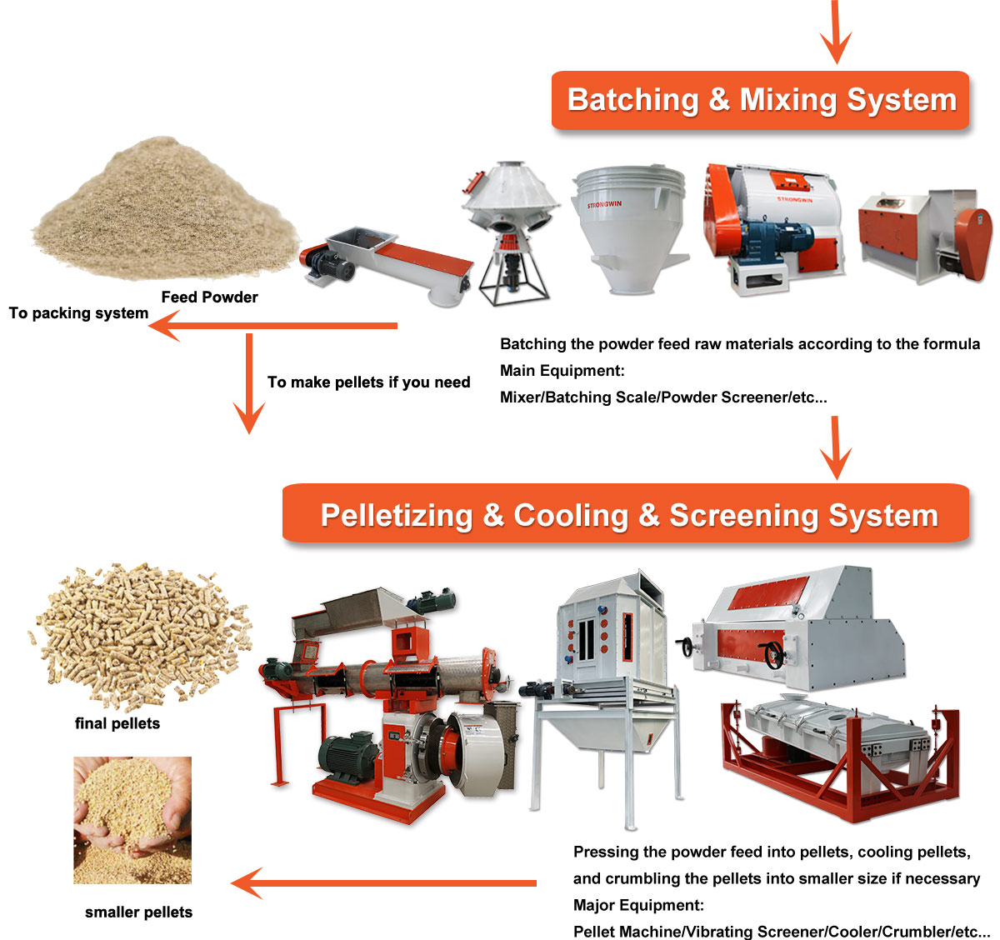 Batching & Mixing System
STRONGWIN
STRONGWIN
Feed Powder
To packing system
Batching the powder feed raw materials according to the formula
Main Equipment:
Mixer/Batching Scale/Powder Screener/etc...
To make pellets if you need
Pelletizing & Cooling & Screening System
final pellets
smaller pellets
Pressing the powder feed into pellets, cooling pellets,
and crumbling the pellets into smaller size if necessary
Major Equipment:
Pellet Machine/Vibrating Screener/Cooler/Crumbler/etc...